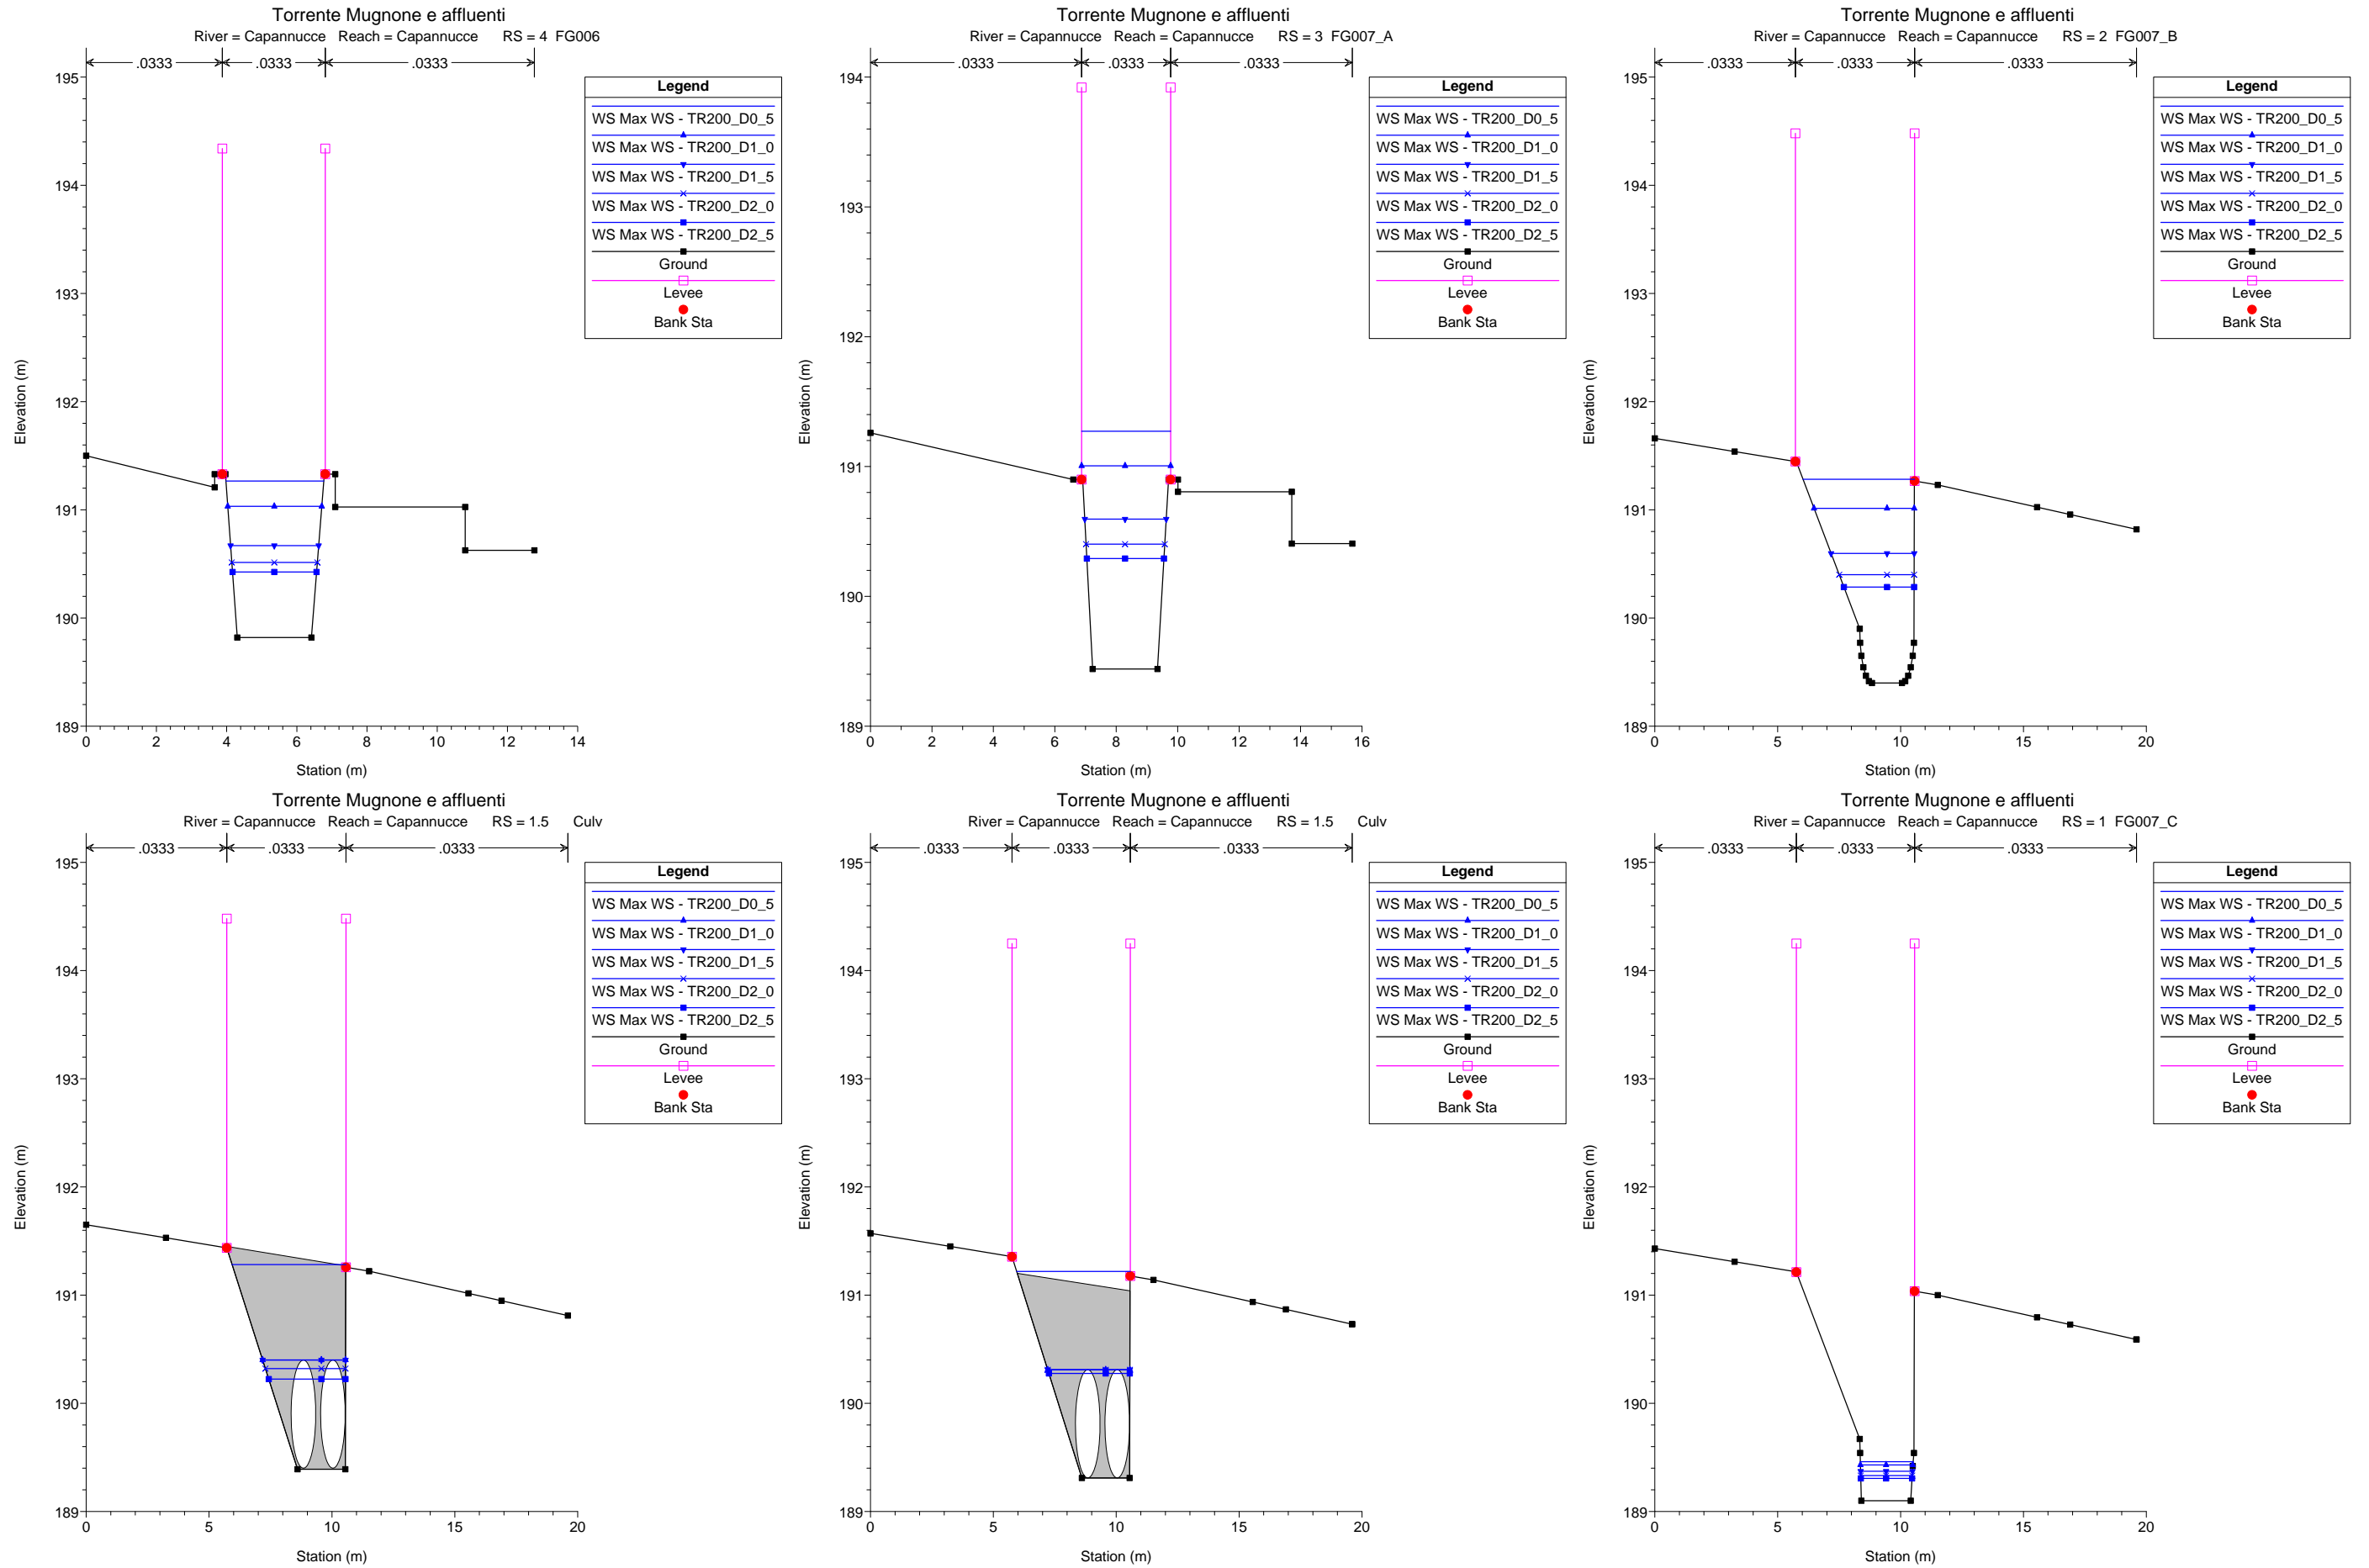 Torrente Mugnone e affluenti
River = Capannucce Reach = Capannucce RS = 4 FG006
.0333 .0333 .0333
195
194
193
192
191
190
189
Elevation (m)
0 2 4 6 8 10 12 14
Station (m)
Legend
WS Max WS - TR200_D0_5
WS Max WS - TR200_D1_0
WS Max WS - TR200_D1_5
WS Max WS - TR200_D2_0
WS Max WS - TR200_D2_5
Ground
Levee
Bank Sta
Torrente Mugnone e affluenti
River = Capannucce Reach = Capannucce RS = 3 FG007_A
.0333 .0333 .0333
194
193
192
191
190
189
Elevation (m)
0 2 4 6 8 10 12 14 16
Station (m)
Legend
WS Max WS - TR200_D0_5
WS Max WS - TR200_D1_0
WS Max WS - TR200_D1_5
WS Max WS - TR200_D2_0
WS Max WS - TR200_D2_5
Ground
Levee
Bank Sta
Torrente Mugnone e affluenti
River = Capannucce Reach = Capannucce RS = 2 FG007_B
.0333 .0333 .0333
195
194
193
192
191
190
189
Elevation (m)
0 5 10 15 20
Station (m)
Legend
WS Max WS - TR200_D0_5
WS Max WS - TR200_D1_0
WS Max WS - TR200_D1_5
WS Max WS - TR200_D2_0
WS Max WS - TR200_D2_5
Ground
Levee
Bank Sta
Torrente Mugnone e affluenti
River = Capannucce Reach = Capannucce RS = 1.5 Culv
.0333 .0333 .0333
195
194
193
192
191
190
189
Elevation (m)
0 5 10 15 20
Station (m)
Legend
WS Max WS - TR200_D0_5
WS Max WS - TR200_D1_0
WS Max WS - TR200_D1_5
WS Max WS - TR200_D2_0
WS Max WS - TR200_D2_5
Ground
Levee
Bank Sta
Torrente Mugnone e affluenti
River = Capannucce Reach = Capannucce RS = 1.5 Culv
.0333 .0333 .0333
195
194
193
192
191
190
189
Elevation (m)
0 5 10 15 20
Station (m)
Legend
WS Max WS - TR200_D0_5
WS Max WS - TR200_D1_0
WS Max WS - TR200_D1_5
WS Max WS - TR200_D2_0
WS Max WS - TR200_D2_5
Ground
Levee
Bank Sta
Torrente Mugnone e affluenti
River = Capannucce Reach = Capannucce RS = 1 FG007_C
.0333 .0333 .0333
195
194
193
192
191
190
189
Elevation (m)
0 5 10 15 20
Station (m)
Legend
WS Max WS - TR200_D0_5
WS Max WS - TR200_D1_0
WS Max WS - TR200_D1_5
WS Max WS - TR200_D2_0
WS Max WS - TR200_D2_5
Ground
Levee
Bank Sta